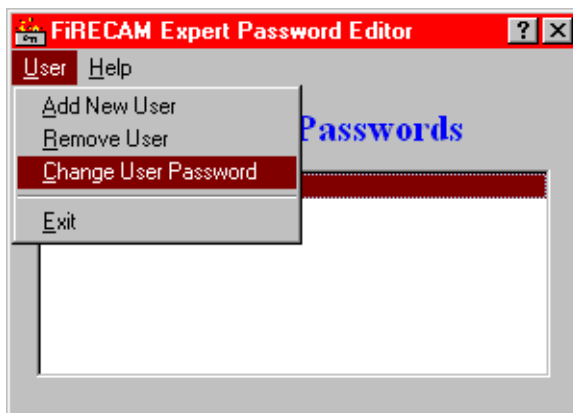 FiRECAM Expert Password Editor
User Help
Add New User
Passwords
Remove User
Change User Password
Exit